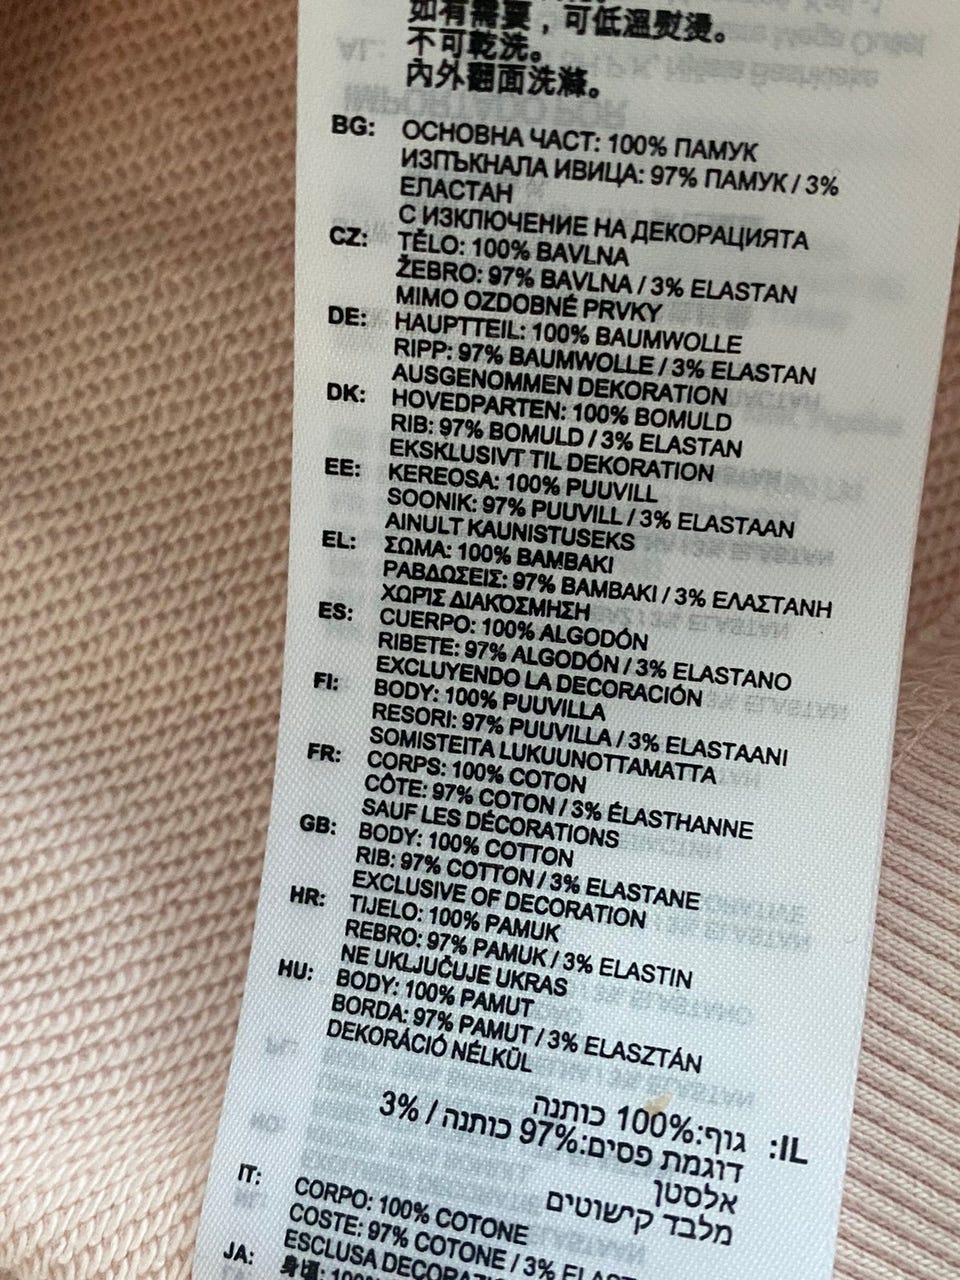 如有需要，可低溫熨燙。
不可乾洗。
內外翻面洗滌。
BG: ОСНОВНА ЧАСТ: 100% ПАМУК
ИЗПЪКНАЛА ИВИЦА: 97% ПАМУК / 3%
ЕЛАСТАН
С ИЗКЛЮЧЕНИЕ НА ДЕКОРАЦИЯТА
CZ: TĚLO: 100% BAVLNA
ŽEBRO: 97% BAVLNA / 3% ELASTAN
MIMO OZDOBNÉ PRVKY
DE: HAUPTTEIL: 100% BAUMWOLLE
RIPP: 97% BAUMWOLLE / 3% ELASTAN
AUSGENOMMEN DEKORATION
DK: HOVEDPARTEN: 100% BOMULD
RIB: 97% BOMULD / 3% ELASTAN
EKSKLUSIVT TIL DEKORATION
EE: KEREOSA: 100% PUUVILL
SOONIK: 97% PUUVILL / 3% ELASTAAN
AINULT KAUNISTUSEKS
EL: ΣΩΜΑ: 100% ΒΑΜΒΑΚΙ
ΡΑΒΔΩΣΕΙΣ: 97% ΒΑΜΒΑΚΙ / 3% ΕΛΑΣΤΑΝΗ
ΧΩΡΙΣ ΔΙΑΚΟΣΜΗΣΗ
ES: CUERPO: 100% ALGODÓN
RIBETE: 97% ALGODÓN / 3% ELASTANO
EXCLUYENDO LA DECORACIÓN
FI: BODY: 100% PUUVILLA
RESORI: 97% PUUVILLA / 3% ELASTAANI
SOMISTEITA LUKUUNOTTAMATTA
FR: CORPS: 100% COTON
CÔTE: 97% COTON / 3% ÉLASTHANNE
SAUF LES DÉCORATIONS
GB: BODY: 100% COTTON
RIB: 97% COTTON / 3% ELASTANE
EXCLUSIVE OF DECORATION
HR: TIJELO: 100% PAMUK
REBRO: 97% PAMUK / 3% ELASTIN
NE UKLJUČUJE UKRAS
HU: BODY: 100% PAMUT
BORDA: 97% PAMUT / 3% ELASZTÁN
DEKORÁCIÓ NÉLKÜL
IL: גוף:100% כותנה
דוגמת פסים:97% כותנה / 3%
אלסטן
מלבד קישוטים
IT: CORPO: 100% COTONE
COSTE: 97% COTONE / 3%
ESCLUSA
JA: 身頃: